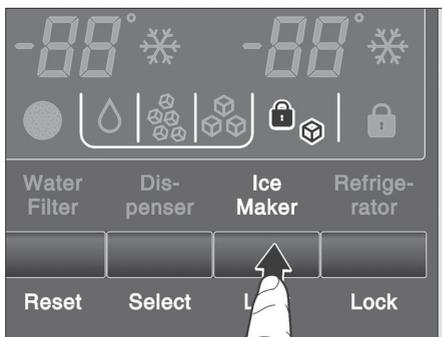 -88° -88°
Water Dis- Ice Refrige-
Filter penser Maker rator
Reset Select L Lock